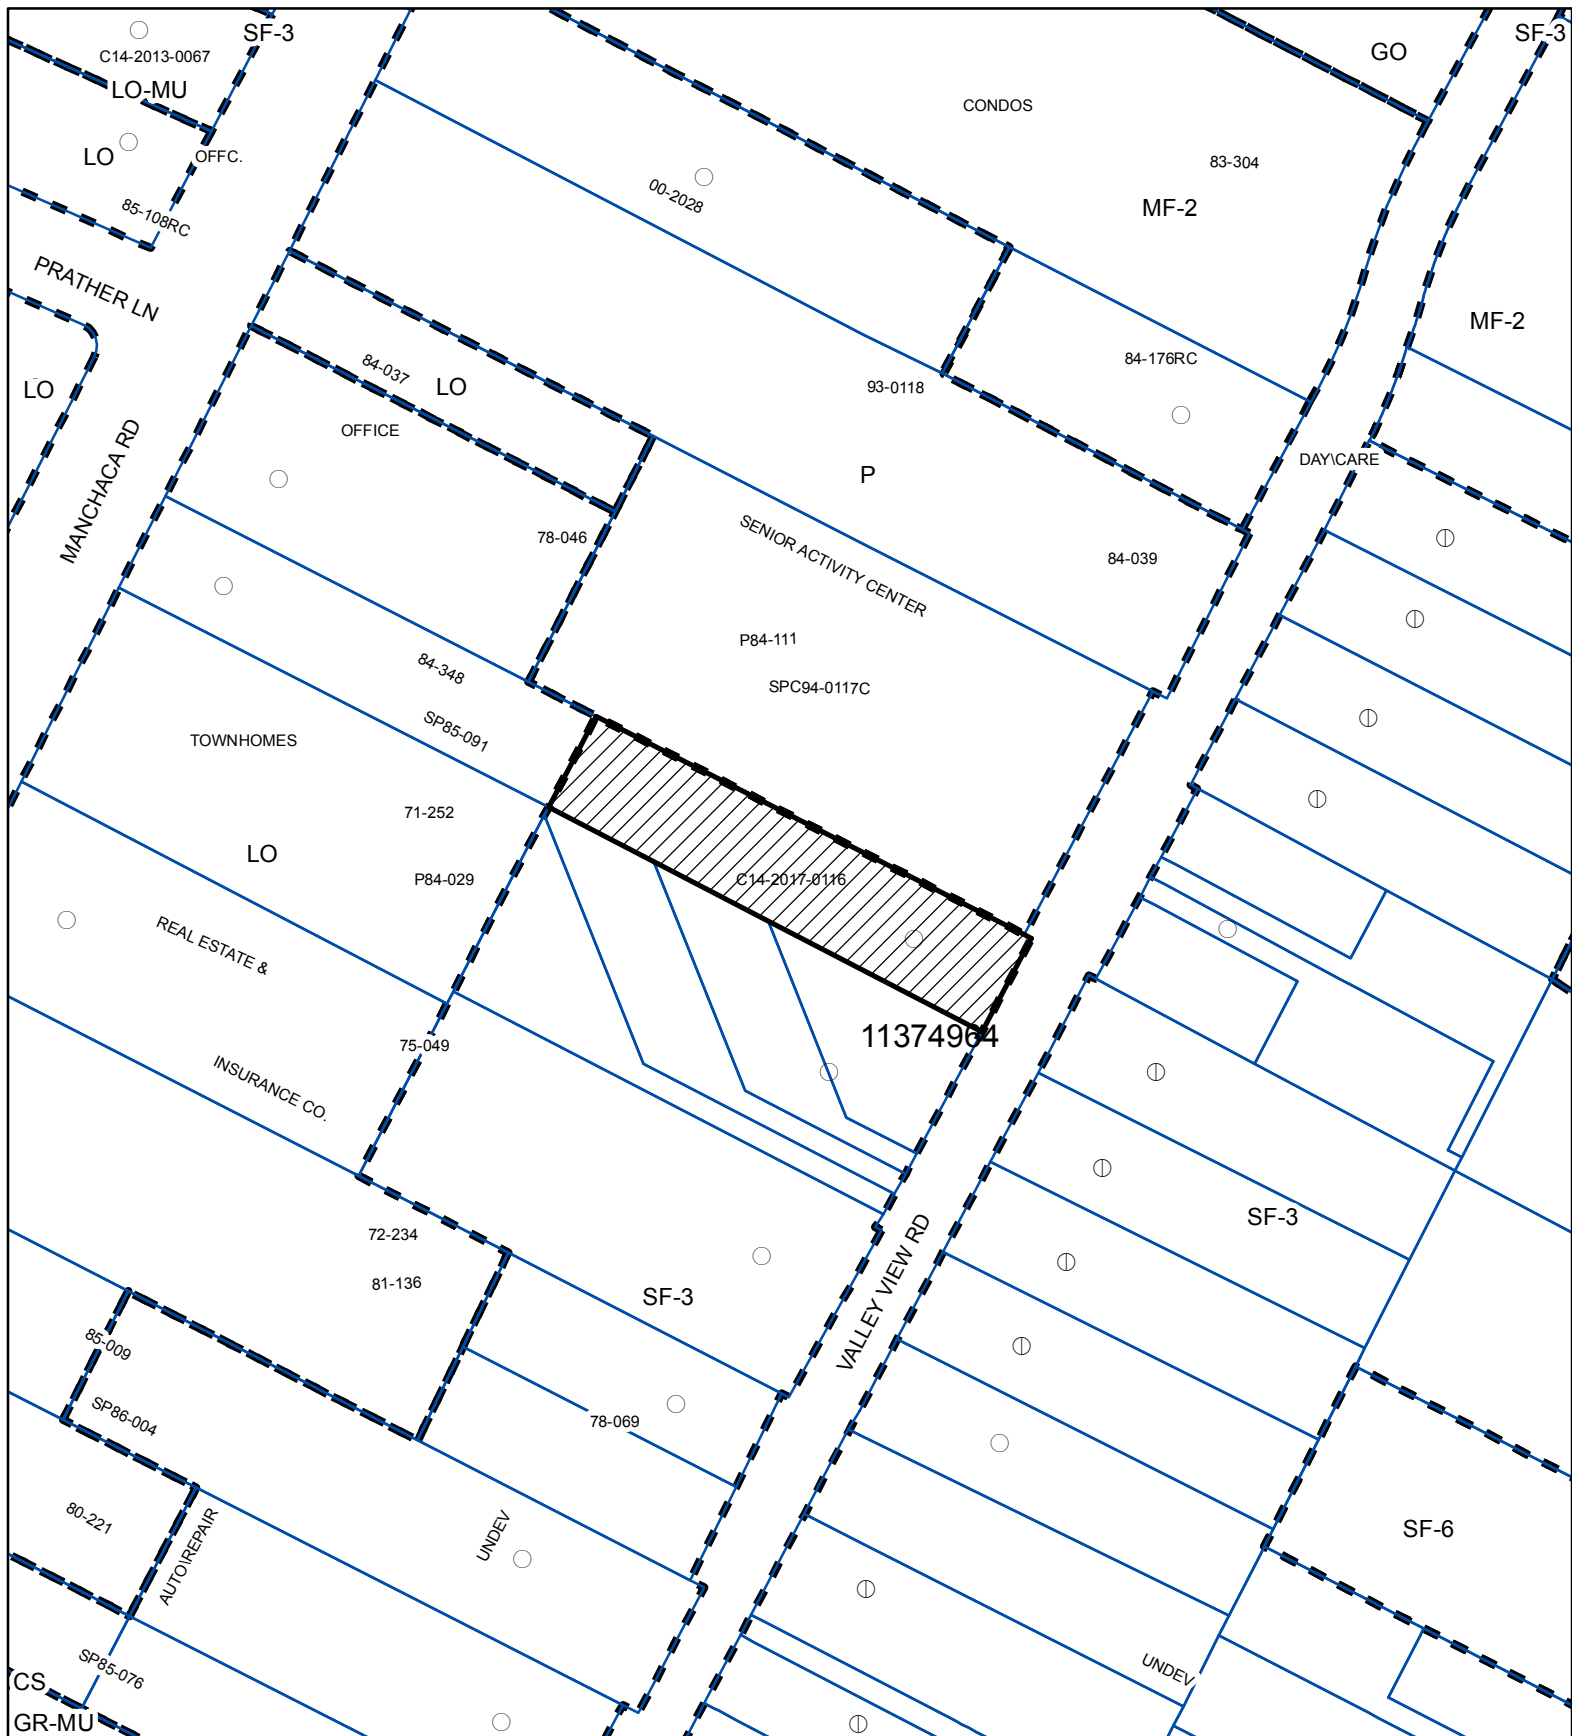 SF-3
C14-2013-0067
LO-MU
LO
OFFC.
85-108RC
PRATHER LN
LO
MANCHACA RD
GO
SF-3
CONDOS
83-304
MF-2
00-2028
MF-2
84-176RC
93-0118
84-037
LO
OFFICE
DAY\CARE
P
78-046
SENIOR ACTIVITY CENTER
84-039
P84-111
84-348
SPC94-0117C
SP85-091
TOWNHOMES
71-252
LO
P84-029
C14-2017-0116
REAL ESTATE &
11374964
75-049
INSURANCE CO.
SF-3
72-234
81-136
VALLEY VIEW RD
SF-3
85-009
SP86-004
78-069
80-221
AUTO\REPAIR
UNDEV
SF-6
SP85-076
UNDEV
CS
GR-MU